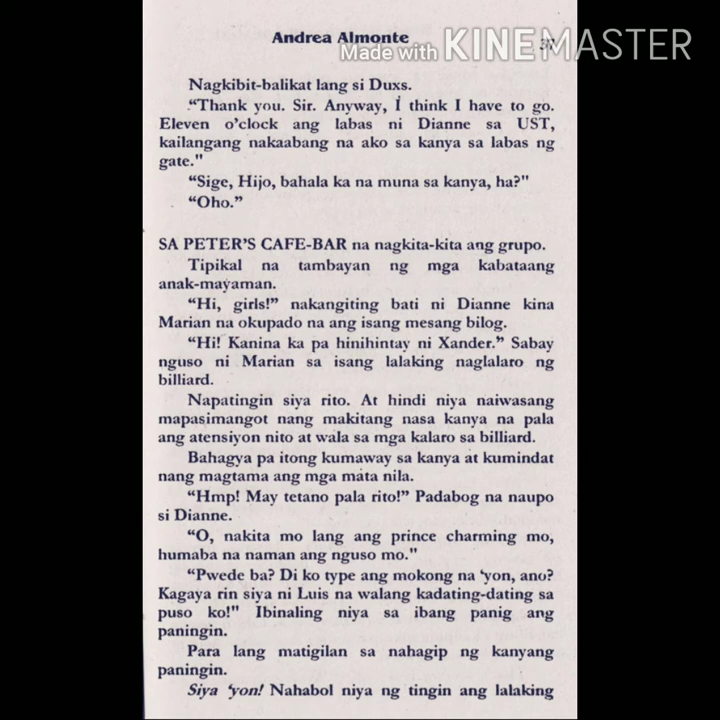 Andrea Almonte
Made with KINEMASTER
37
Nagkibit-balikat lang si Duxs.
“Thank you. Sir. Anyway, I think I have to go.
Eleven o’clock ang labas ni Dianne sa UST,
kailangang nakaabang na ako sa kanya sa labas ng
gate."
“Sige, Hijo, bahala ka na muna sa kanya, ha?"
“Oho.”
SA PETER’S CAFE-BAR na nagkita-kita ang grupo.
Tipikal na tambayan ng mga kabataang
anak-mayaman.
“Hi, girls!” nakangiting bati ni Dianne kina
Marian na okupado na ang isang mesang bilog.
“Hi! Kanina ka pa hinihintay ni Xander.” Sabay
nguso ni Marian sa isang lalaking naglalaro ng
billiard.
Napatingin siya rito. At hindi niya naiwasang
mapasimangot nang makitang nasa kanya na pala
ang atensiyon nito at wala sa mga kalaro sa billiard.
Bahagya pa itong kumaway sa kanya at kumindat
nang magtama ang mga mata nila.
“Hmp! May tetano pala rito!” Padabog na naupo
si Dianne.
“O, nakita mo lang ang prince charming mo,
humaba na naman ang nguso mo."
“Pwede ba? Di ko type ang mokong na ‘yon, ano?
Kagaya rin siya ni Luis na walang kadating-dating sa
puso ko!" Ibinaling niya sa ibang panig ang
paningin.
Para lang matigilan sa nahagip ng kanyang
paningin.
Siya ‘yon! Nahabol niya ng tingin ang lalaking